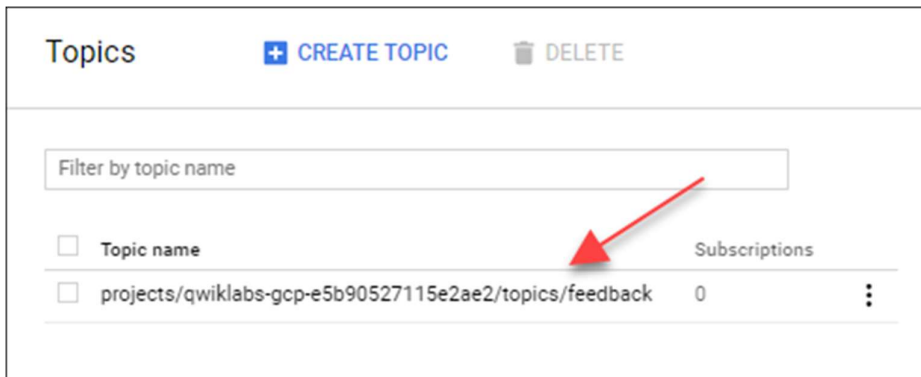 Topics CREATE TOPIC DELETE
Filter by topic name
Topic name Subscriptions
projects/qwiklabs-gcp-e5b90527115e2ae2/topics/feedback 0